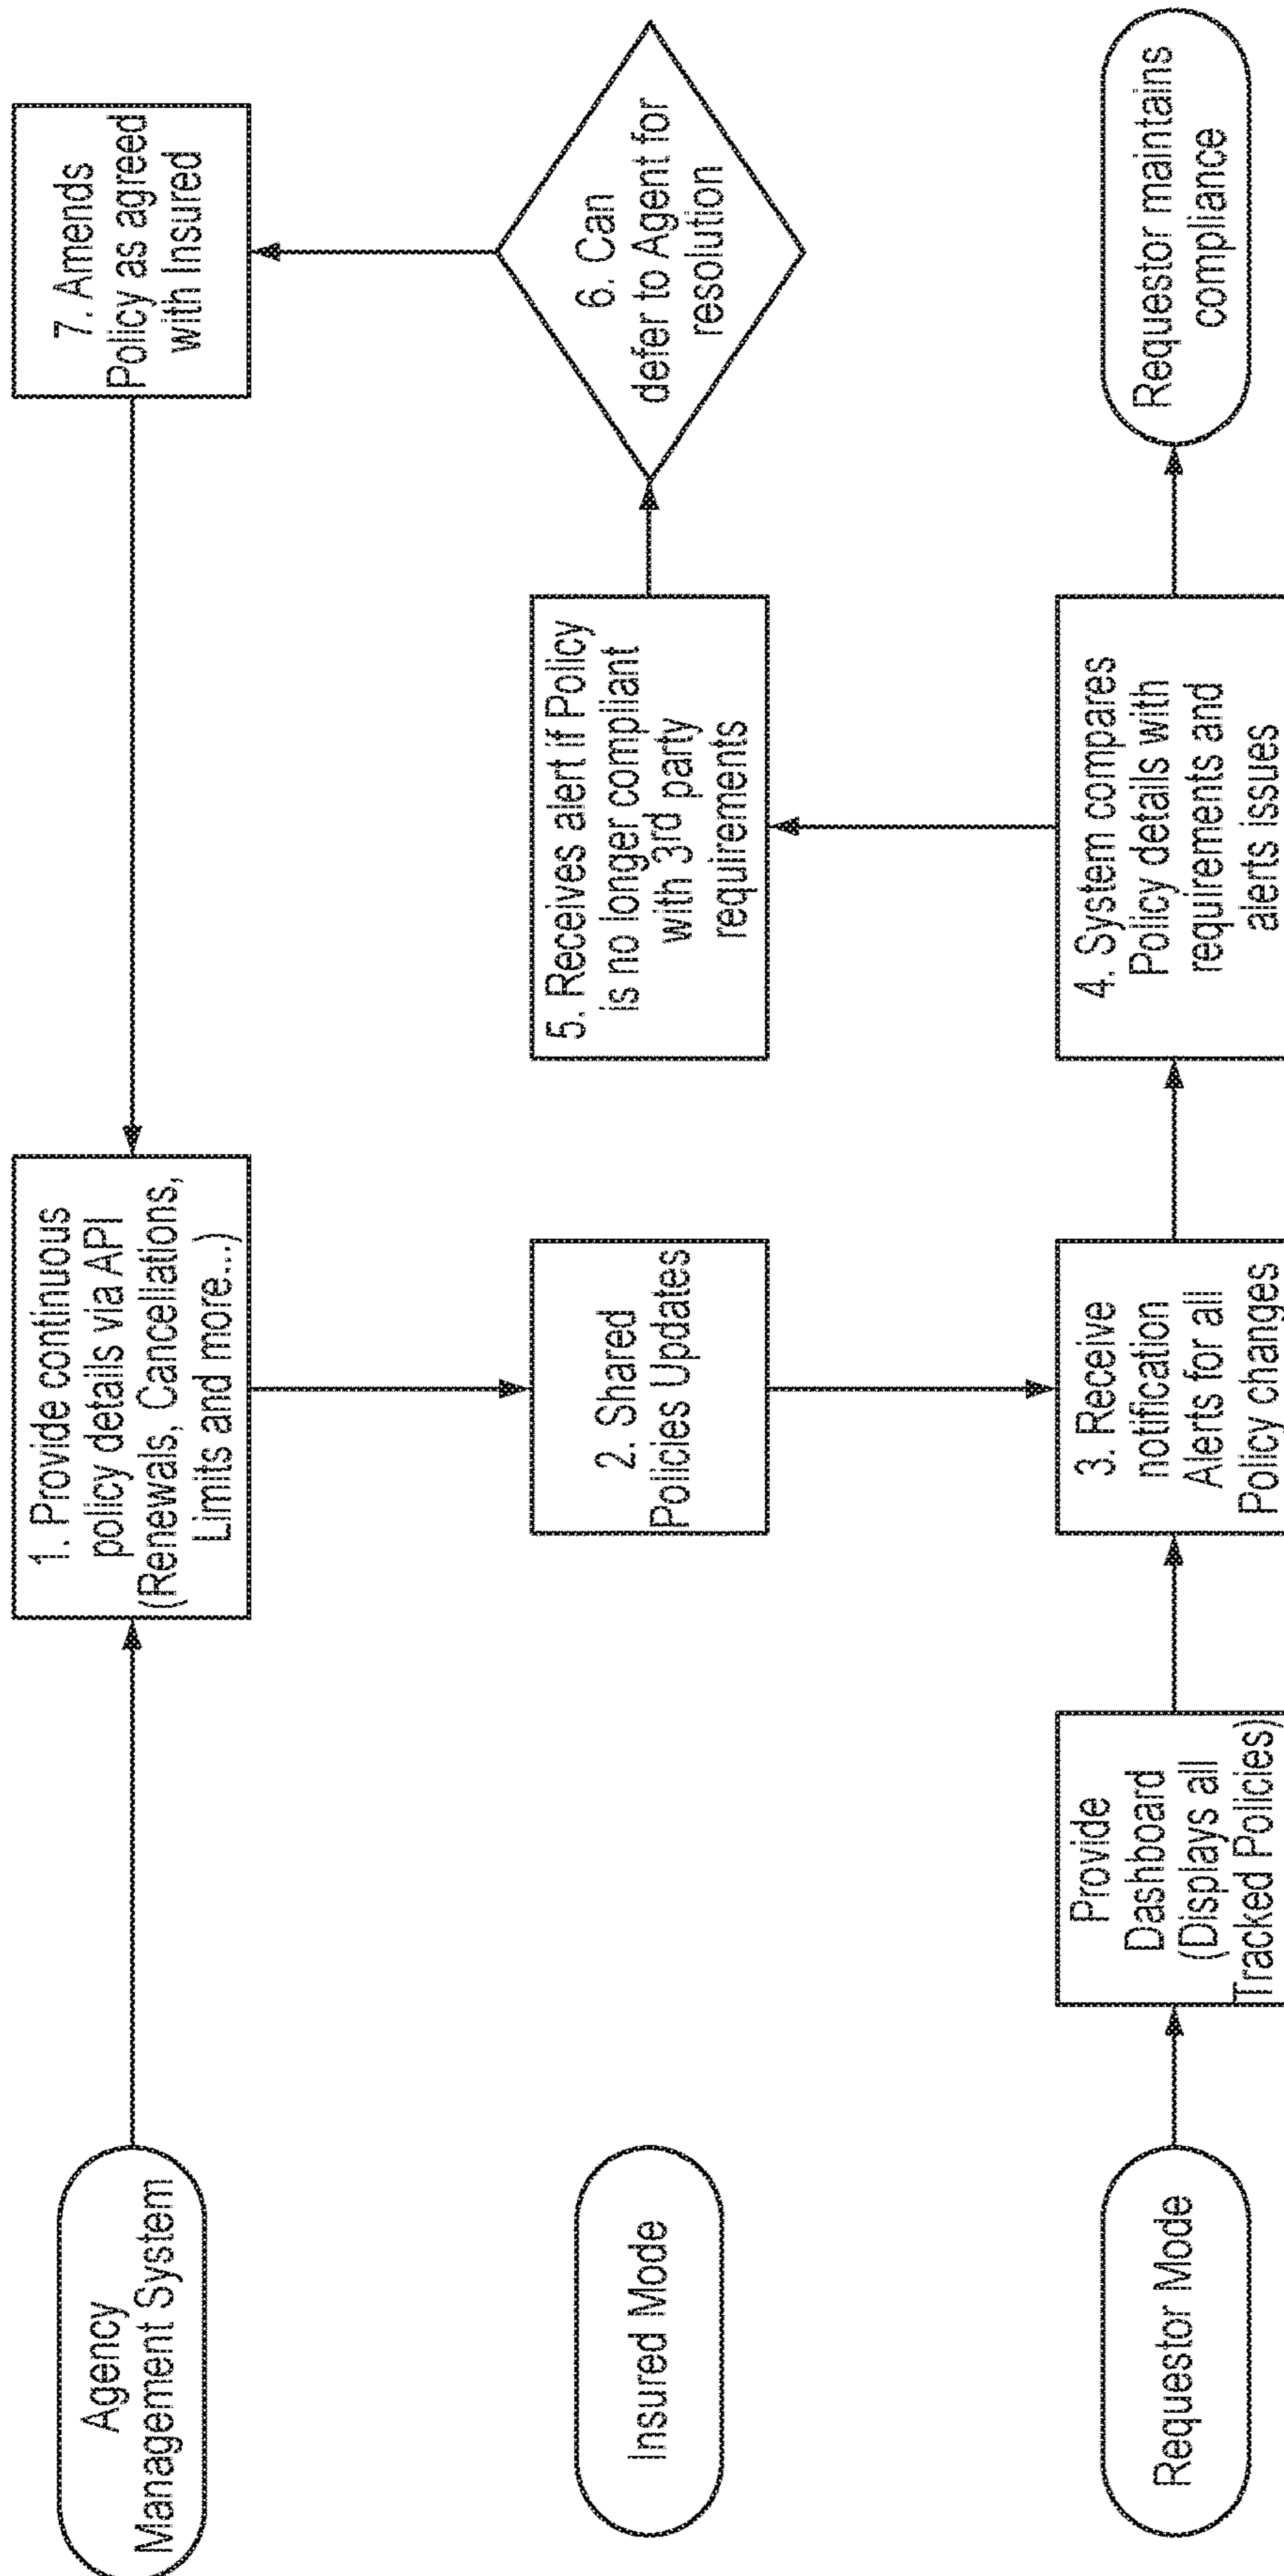 Agency
Management System
1. Provide continuous
policy details via API
(Renewals, Cancellations,
Limits and more...)
7. Amends
Policy as agreed
with Insured
Insured Mode
2. Shared
Policies Updates
5. Receives alert if Policy
is no longer compliant
with 3rd party
requirements
6. Can
defer to Agent for
resolution
Requestor Mode
Provide
Dashboard
(Displays all
Tracked Policies)
3. Receive
notification
Alerts for all
Policy changes
4. System compares
Policy details with
requirements and
alerts issues
Requestor maintains
compliance